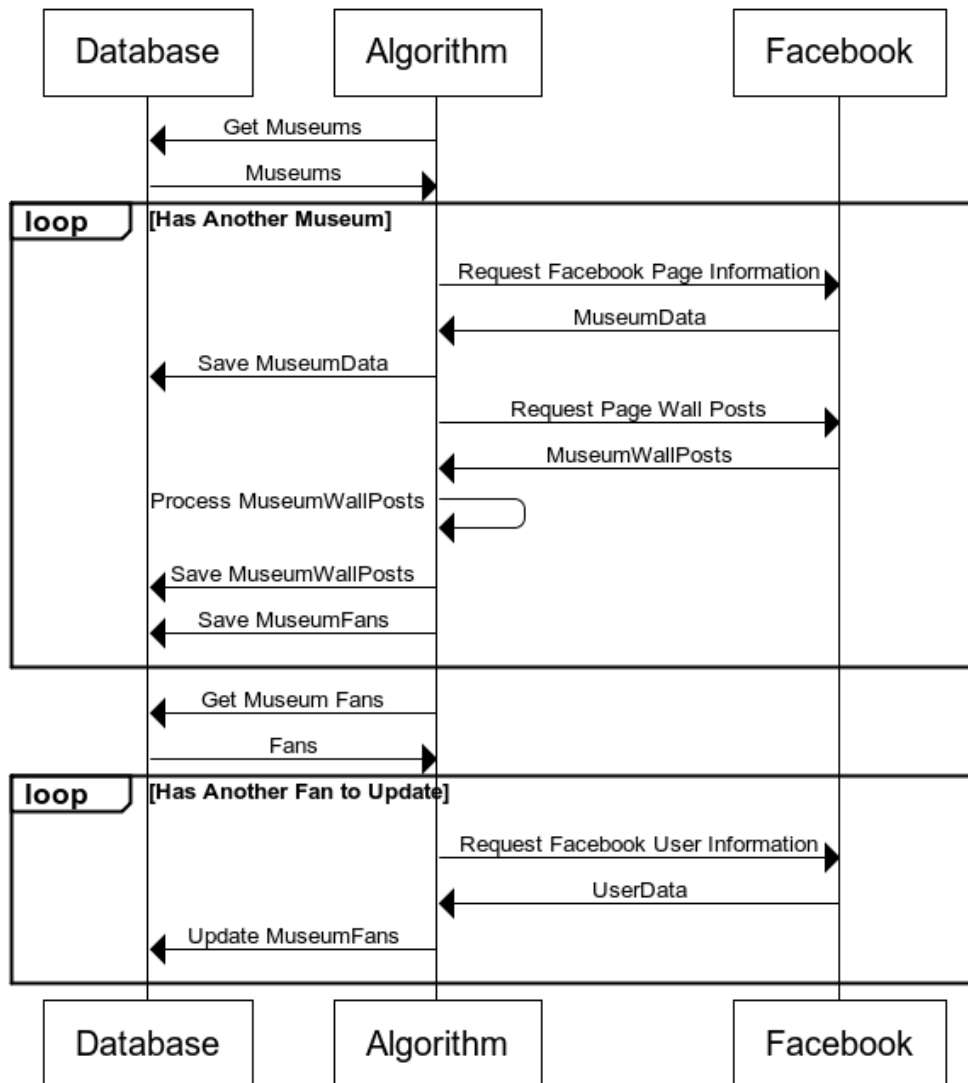 Database Algorithm Facebook
Get Museums
Museums
loop [Has Another Museum]
Request Facebook Page Information
MuseumData
Save MuseumData
Request Page Wall Posts
MuseumWallPosts
Process MuseumWallPosts
Save MuseumWallPosts
Save MuseumFans
Get Museum Fans
Fans
loop [Has Another Fan to Update]
Request Facebook User Information
UserData
Update MuseumFans
Database Algorithm Facebook